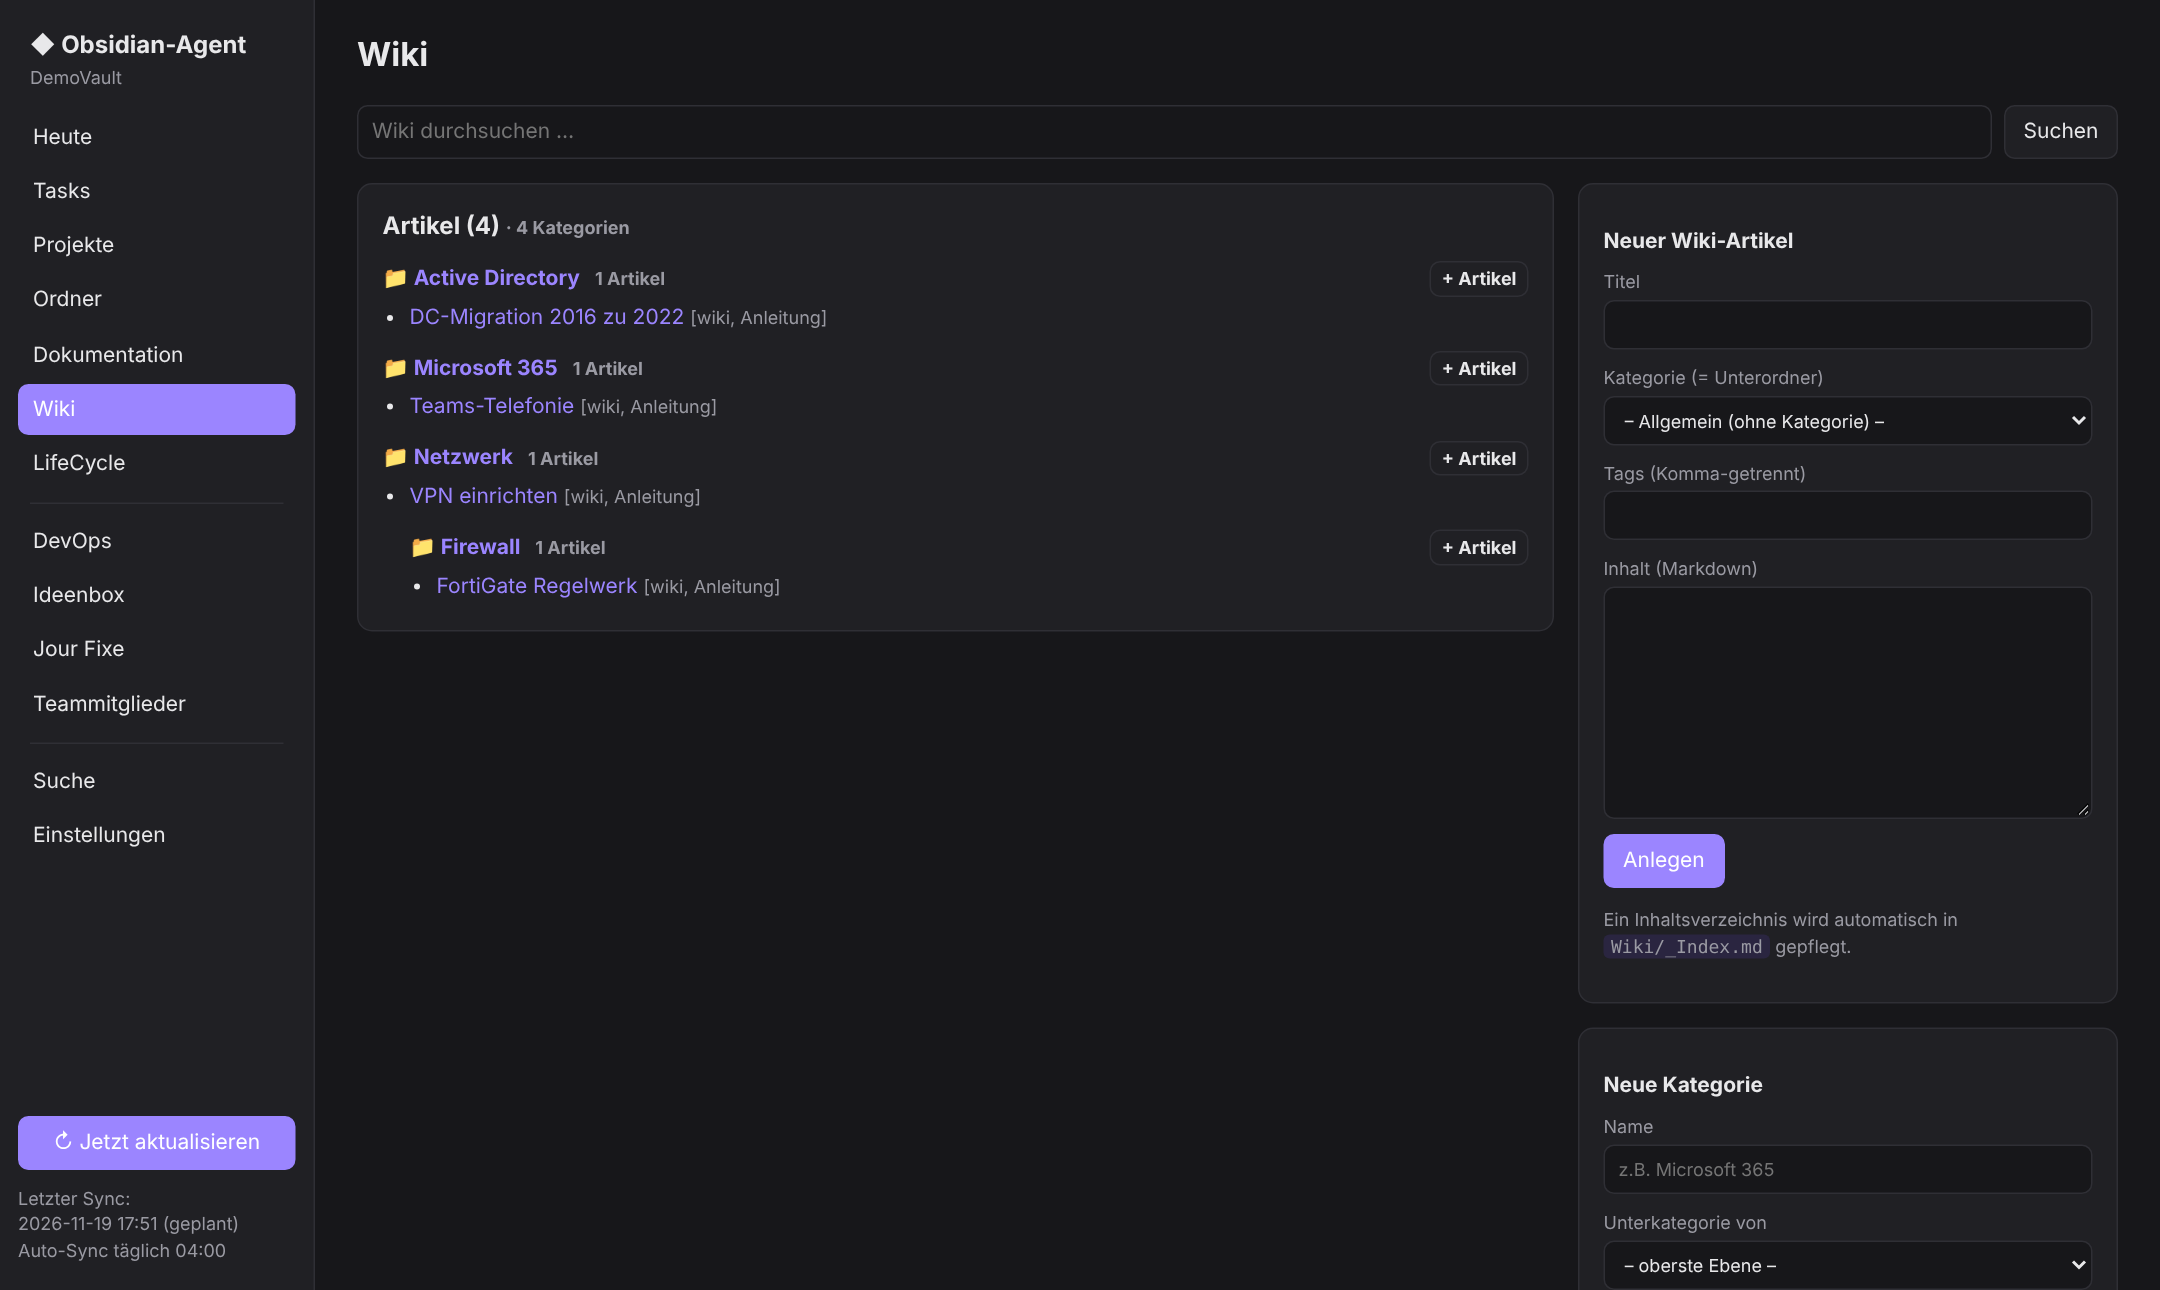 ◆ Obsidian-Agent
DemoVault
Heute
Tasks
Projekte
Ordner
Dokumentation
Wiki
LifeCycle
DevOps
Ideenbox
Jour Fixe
Teammitglieder
Suche
Einstellungen
↻ Jetzt aktualisieren
Letzter Sync:
2026-11-19 17:51 (geplant)
Auto-Sync täglich 04:00
Wiki
Wiki durchsuchen ...
Suchen
Artikel (4) · 4 Kategorien
Active Directory 1 Artikel
+ Artikel
• DC-Migration 2016 zu 2022 [wiki, Anleitung]
Microsoft 365 1 Artikel
+ Artikel
• Teams-Telefonie [wiki, Anleitung]
Netzwerk 1 Artikel
+ Artikel
• VPN einrichten [wiki, Anleitung]
Firewall 1 Artikel
+ Artikel
• FortiGate Regelwerk [wiki, Anleitung]
Neuer Wiki-Artikel
Titel
Kategorie (= Unterordner)
– Allgemein (ohne Kategorie) –
Tags (Komma-getrennt)
Inhalt (Markdown)
Anlegen
Ein Inhaltsverzeichnis wird automatisch in
Wiki/_Index.md gepflegt.
Neue Kategorie
Name
z.B. Microsoft 365
Unterkategorie von
– oberste Ebene –